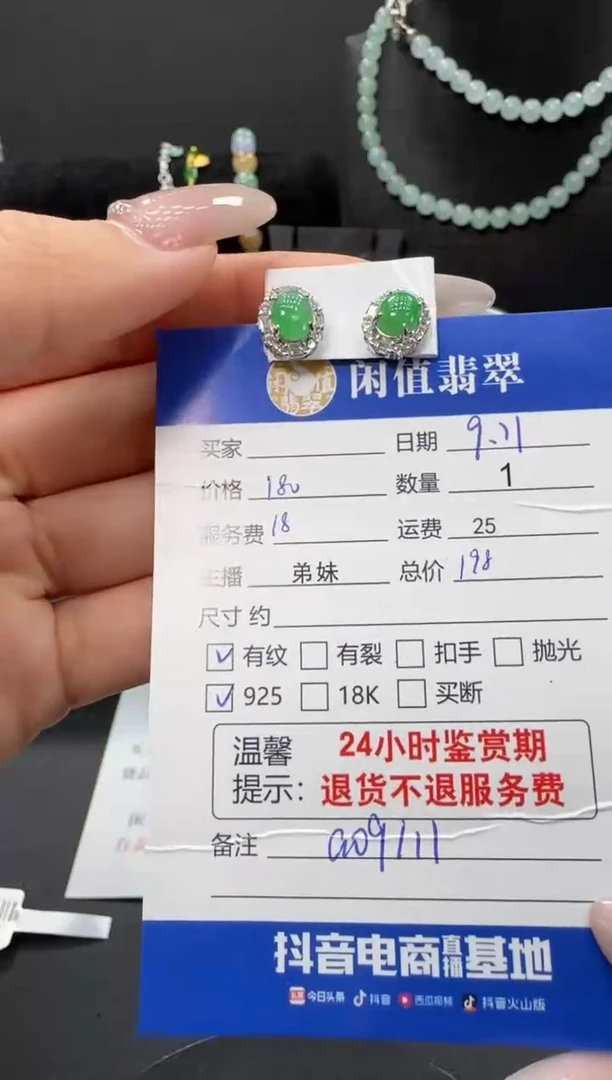 闲值翡翠
买家 日期 9.11
价格 180 数量 1
服务费 18 运费 25
主播 弟妹 总价 198
尺寸 约
有纹 有裂 扣手 抛光
925 18K 买断
温馨 24小时鉴赏期
提示: 退货不退服务费
备注 a09111
抖音电商直播基地
今日头条 抖音 西瓜视频 抖音火山版